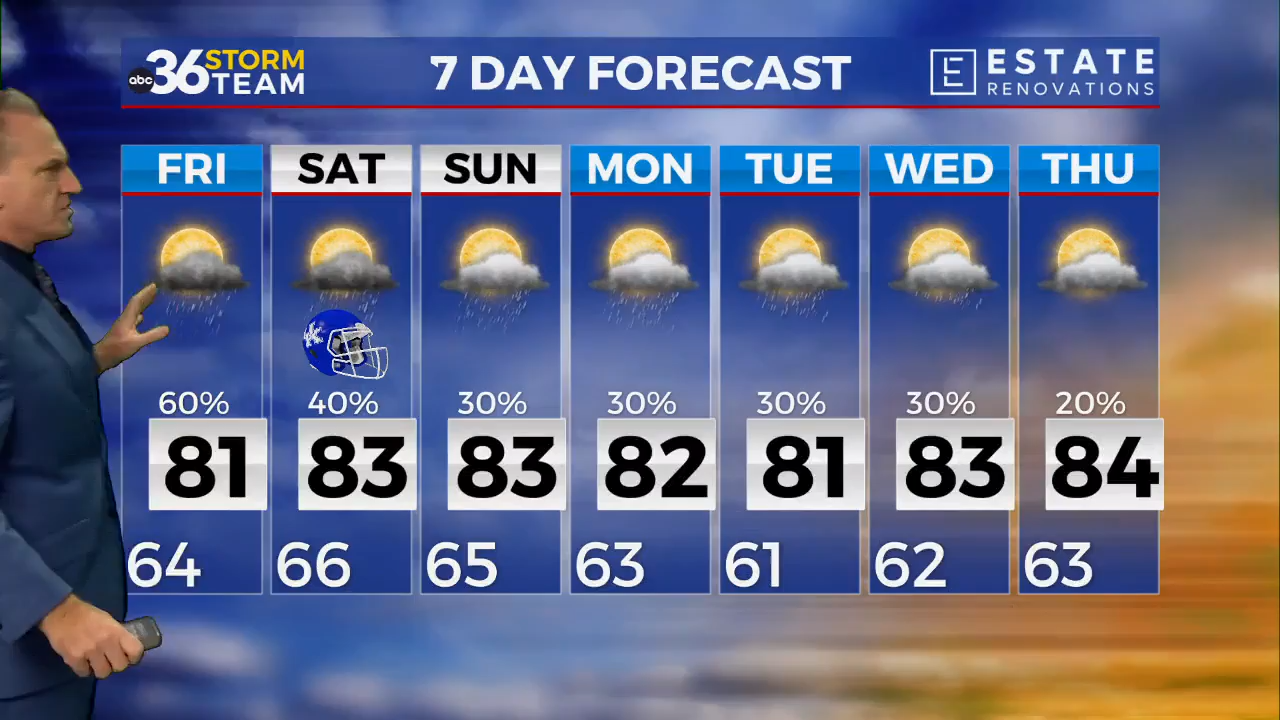 abc 36 STORM TEAM
7 DAY FORECAST
ESTATE
RENOVATIONS
FRI SAT SUN MON TUE WED THU
60% 40% 30% 30% 30% 30% 20%
81 83 83 82 81 83 84
64 66 65 63 61 62 63